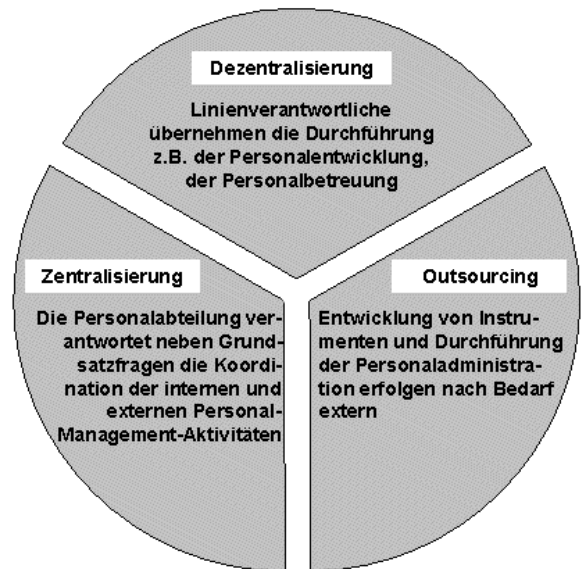 Dezentralisierung
Linienverantwortliche
übernehmen die Durchführung
z.B. der Personalentwicklung,
der Personalbetreuung
Zentralisierung
Die Personalabteilung ver-
antwortet neben Grund-
satzfragen die Koordi-
nation der internen und
externen Personal-
Management-Aktivitäten
Outsourcing
Entwicklung von Instru-
menten und Durchführung
der Personaladministra-
tion erfolgen nach Bedarf
extern